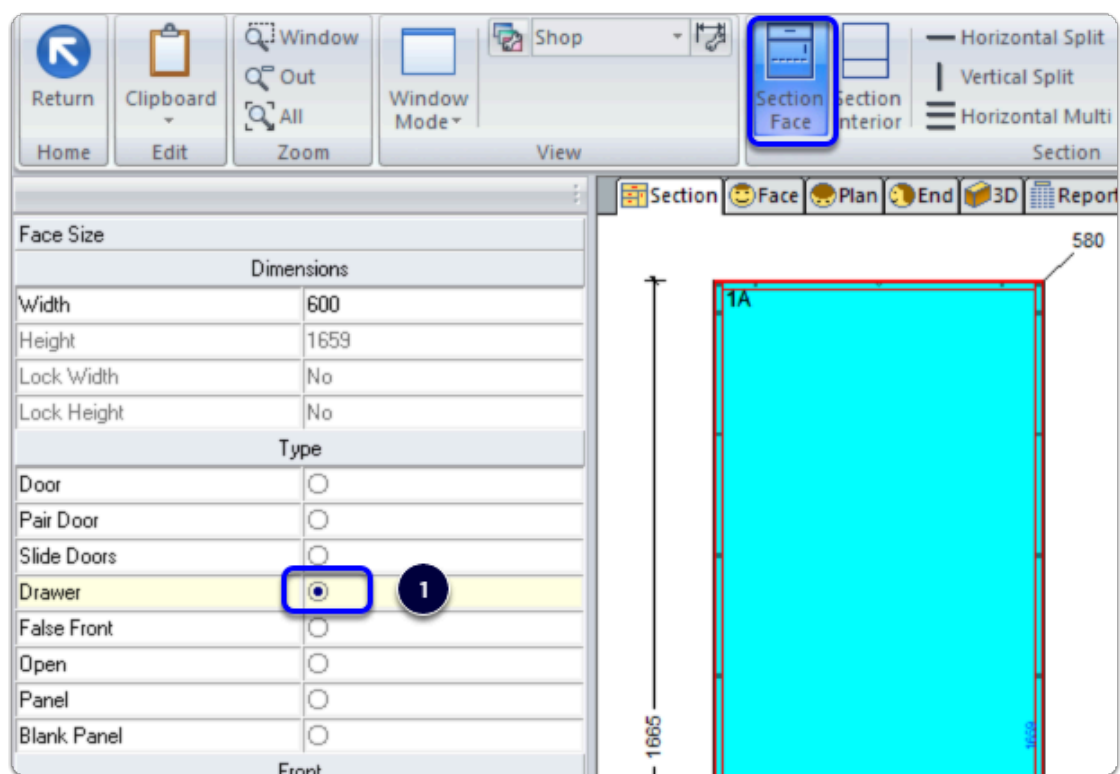 Window
Shop
Horizontal Split
Out
Vertical Split
Return
Clipboard
All
Window
Mode
Section
Face
Section
nterior
Horizontal Multi
Home
Edit
Zoom
View
Section
Section
Face
Plan
End
3D
Report
Face Size
Dimensions
Width 600
Height 1659
Lock Width No
Lock Height No
Type
Door
Pair Door
Slide Doors
Drawer
1
False Front
Open
Panel
Blank Panel
Front
580
1A
1665
1659